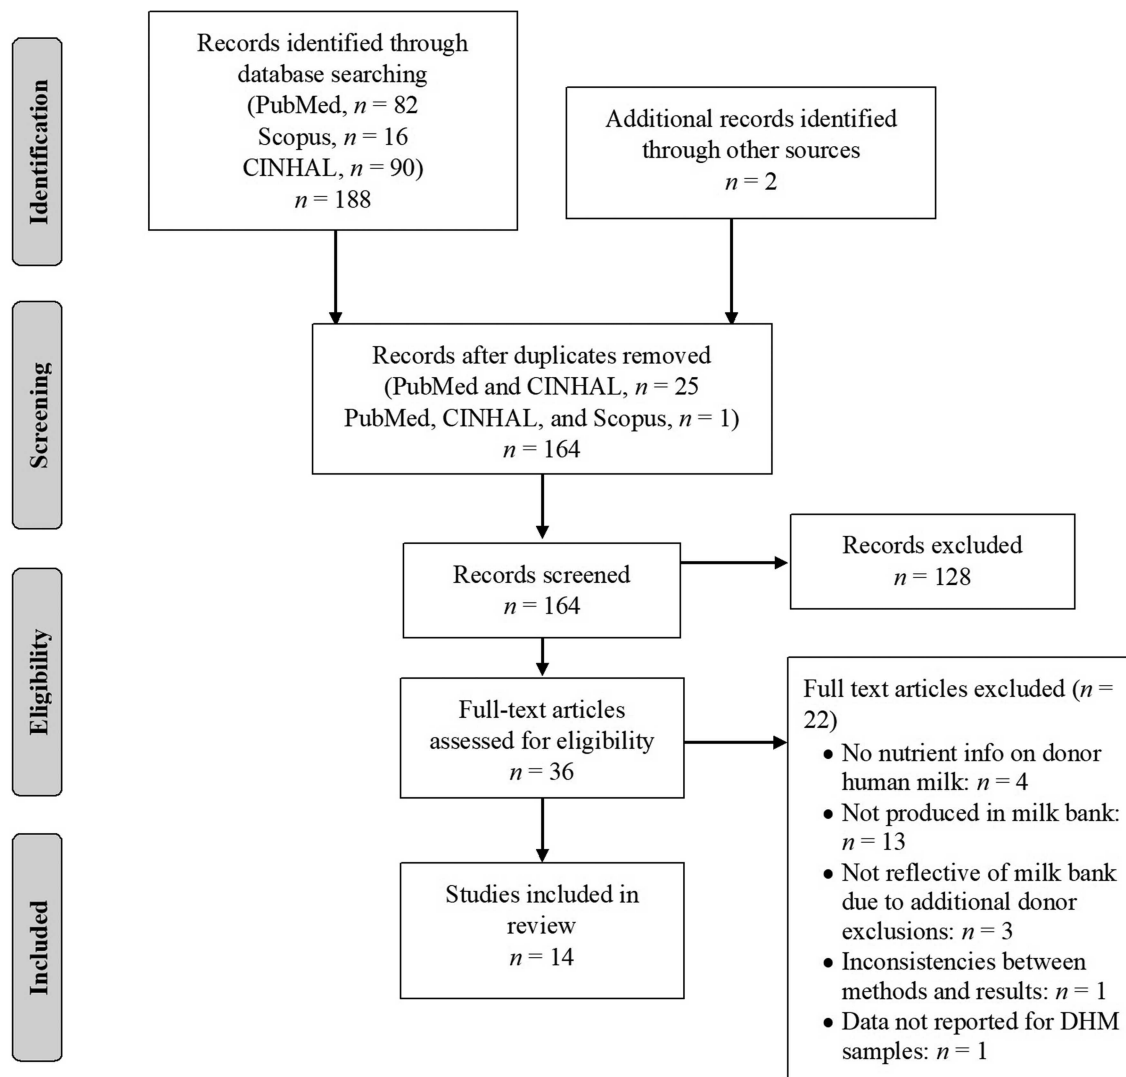 Identification
Records identified through
database searching
(PubMed, n = 82
Scopus, n = 16
CINHAL, n = 90)
n = 188
Additional records identified
through other sources
n = 2
Screening
Records after duplicates removed
(PubMed and CINHAL, n = 25
PubMed, CINHAL, and Scopus, n = 1)
n = 164
Records screened
n = 164
Records excluded
n = 128
Eligibility
Full-text articles
assessed for eligibility
n = 36
Full text articles excluded (n =
22)
• No nutrient info on donor
human milk: n = 4
• Not produced in milk bank:
n = 13
• Not reflective of milk bank
due to additional donor
exclusions: n = 3
• Inconsistencies between
methods and results: n = 1
• Data not reported for DHM
samples: n = 1
Included
Studies included in
review
n = 14